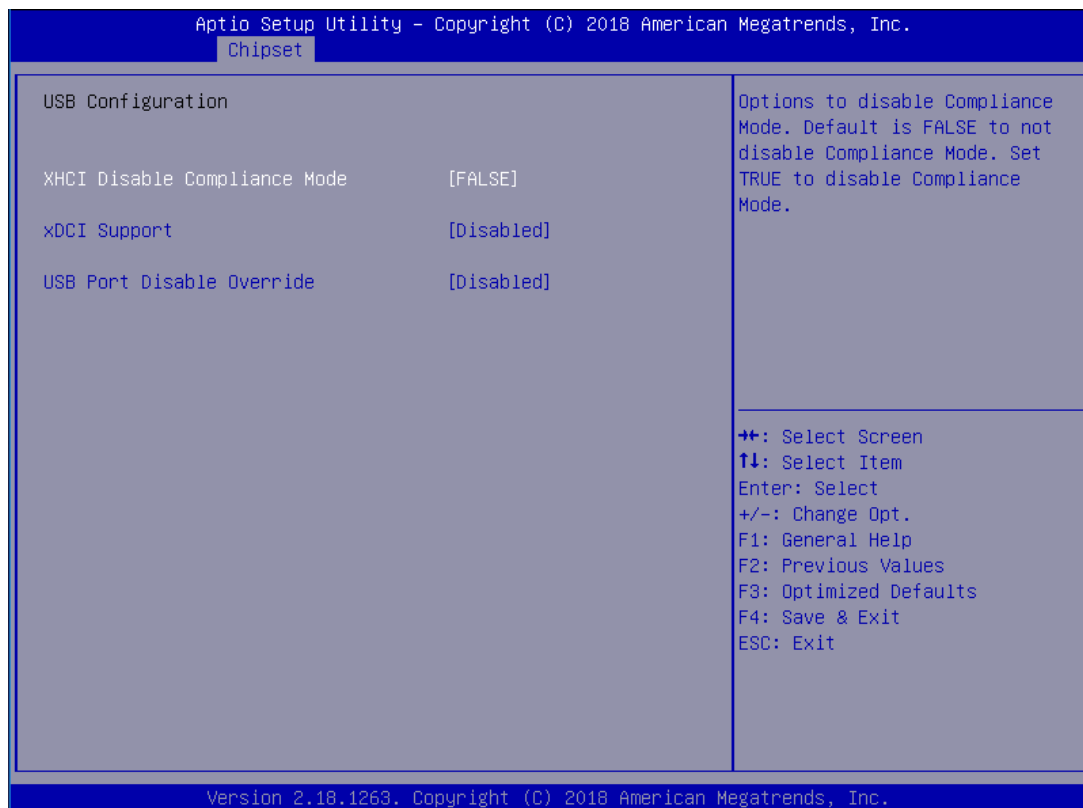 Aptio Setup Utility – Copyright (C) 2018 American Megatrends, Inc.
Chipset
USB Configuration
XHCI Disable Compliance Mode [FALSE]
xDCI Support [Disabled]
USB Port Disable Override [Disabled]
Options to disable Compliance
Mode. Default is FALSE to not
disable Compliance Mode. Set
TRUE to disable Compliance
Mode.
→←: Select Screen
↑↓: Select Item
Enter: Select
+/-: Change Opt.
F1: General Help
F2: Previous Values
F3: Optimized Defaults
F4: Save & Exit
ESC: Exit
Version 2.18.1263. Copyright (C) 2018 American Megatrends, Inc.